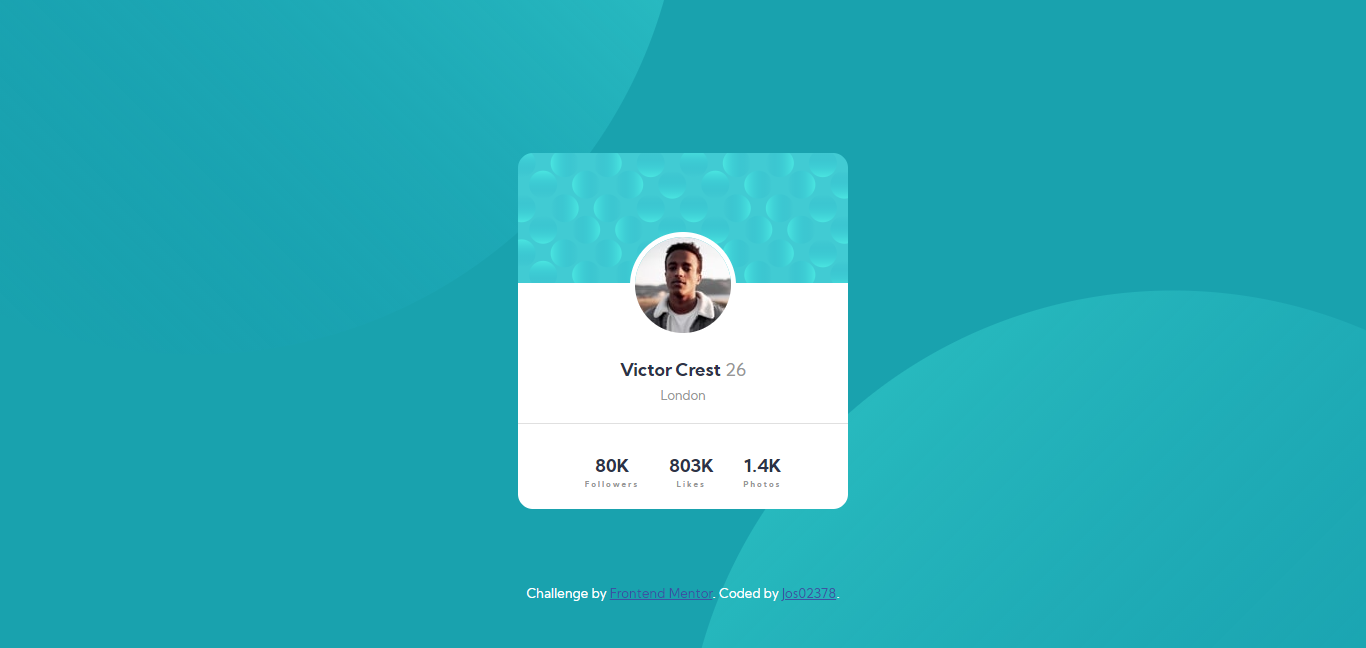 Victor Crest 26
London
80K 803K 1.4K
Followers Likes Photos
Challenge by Frontend Mentor. Coded by Jos02378.